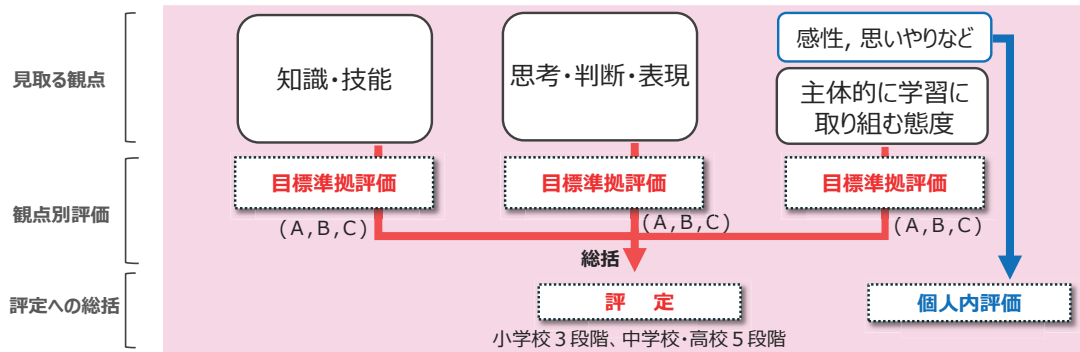 見取る観点
知識・技能
思考・判断・表現
感性，思いやりなど
主体的に学習に
取り組む態度
観点別評価
目標準拠評価
目標準拠評価
目標準拠評価
(Ａ,Ｂ,Ｃ)
(Ａ,Ｂ,Ｃ)
(Ａ,Ｂ,Ｃ)
総括
評定への総括
評　定
個人内評価
小学校３段階、中学校・高校５段階